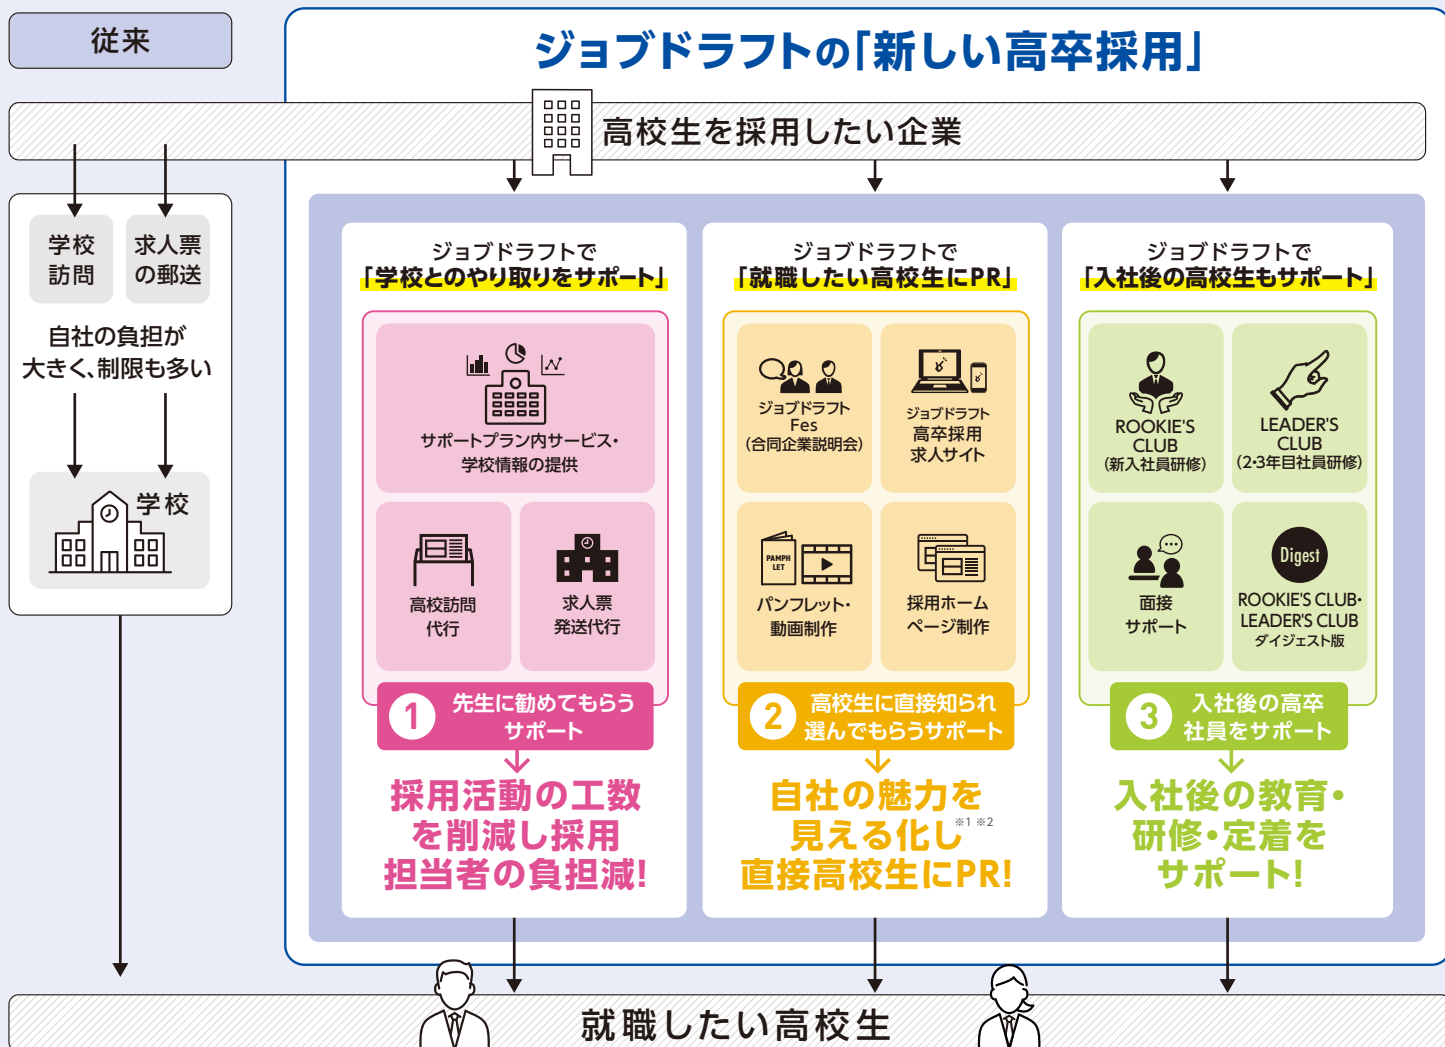 従来
ジョブドラフトの「新しい高卒採用」
高校生を採用したい企業
学校
訪問
求人票
の郵送
自社の負担が
大きく、制限も多い
学校
ジョブドラフトで
「学校とのやり取りをサポート」
サポートプラン内サービス・
学校情報の提供
高校訪問
代行
求人票
発送代行
1
先生に勧めてもらう
サポート
採用活動の工数
を削減し採用
担当者の負担減!
ジョブドラフトで
「就職したい高校生にPR」
ジョブドラフト
Fes
(合同企業説明会)
ジョブドラフト
高卒採用
求人サイト
PAMPH
LET
パンフレット・
動画制作
採用ホーム
ページ制作
2
高校生に直接知られ
選んでもらうサポート
自社の魅力を
見える化し※1 ※2
直接高校生にPR!
ジョブドラフトで
「入社後の高校生もサポート」
ROOKIE'S
CLUB
(新入社員研修)
LEADER'S
CLUB
(2・3年目社員研修)
面接
サポート
Digest
ROOKIE'S CLUB・
LEADER'S CLUB
ダイジェスト版
3
入社後の高卒
社員をサポート
入社後の教育・
研修・定着を
サポート!
就職したい高校生